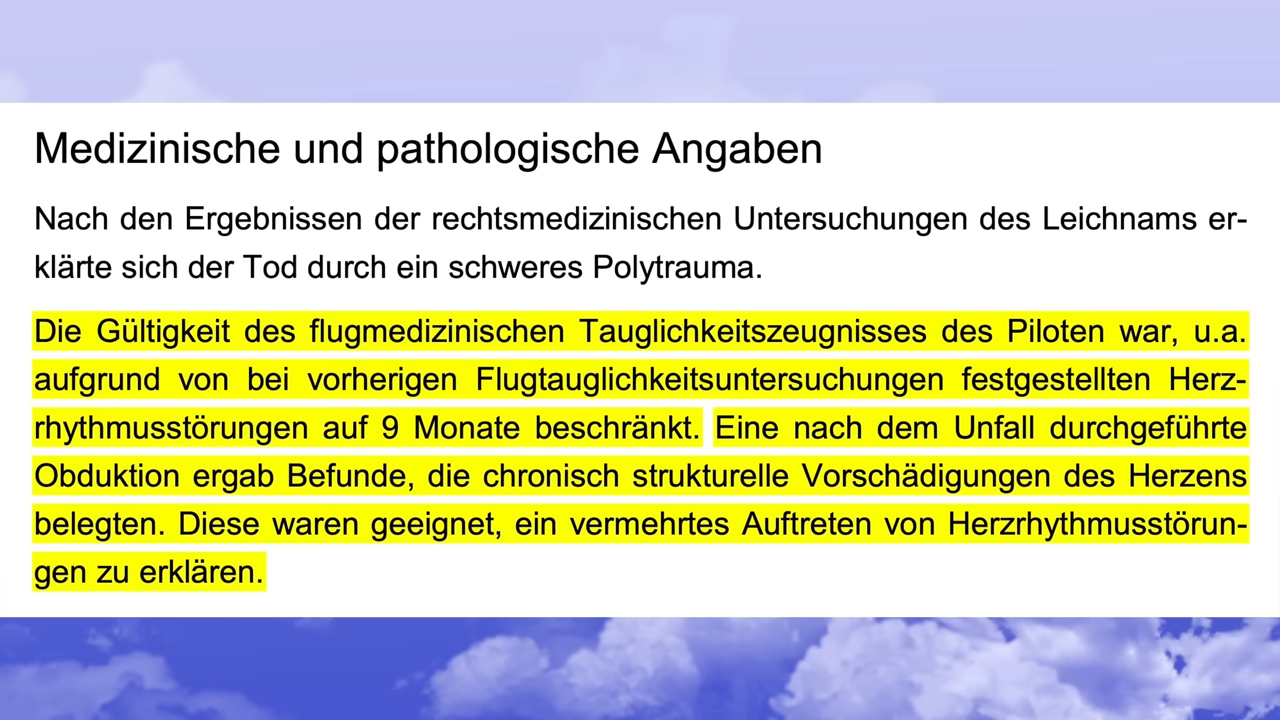 Medizinische und pathologische Angaben
Nach den Ergebnissen der rechtsmedizinischen Untersuchungen des Leichnams er-
klärte sich der Tod durch ein schweres Polytrauma.
Die Gültigkeit des flugmedizinischen Tauglichkeitszeugnisses des Piloten war, u.a.
aufgrund von bei vorherigen Flugtauglichkeitsuntersuchungen festgestellten Herz-
rhythmusstörungen auf 9 Monate beschränkt. Eine nach dem Unfall durchgeführte
Obduktion ergab Befunde, die chronisch strukturelle Vorschädigungen des Herzens
belegten. Diese waren geeignet, ein vermehrtes Auftreten von Herzrhythmusstörun-
gen zu erklären.